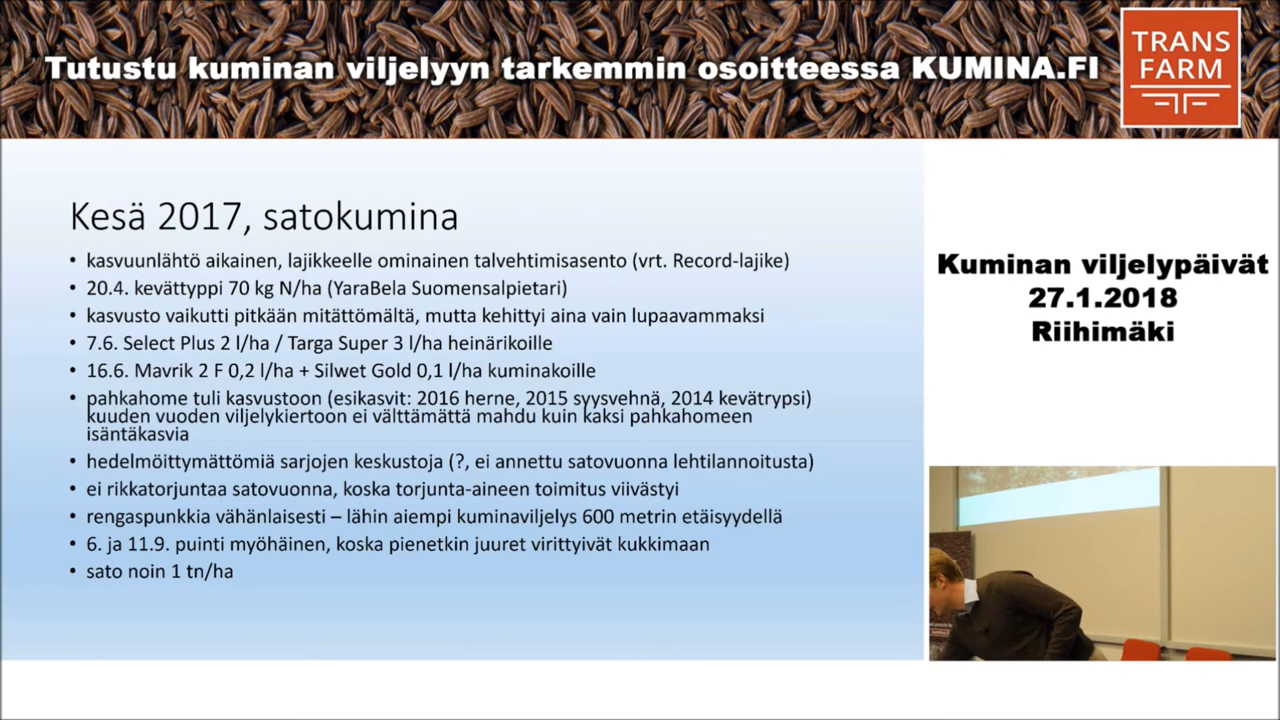 Tutustu kuminan viljelyyn tarkemmin osoitteessa KUMINA.FI
TRANS
FARM
Kesä 2017, satokumina
• kasvuunlähtö aikainen, lajikkeelle ominainen talvehtimisasento (vrt. Record-lajike)
• 20.4. kevättyppi 70 kg N/ha (YaraBela Suomensalpietari)
• kasvusto vaikutti pitkään mitättömältä, mutta kehittyi aina vain lupaavammaksi
• 7.6. Select Plus 2 l/ha / Targa Super 3 l/ha heinärikoille
• 16.6. Mavrik 2 F 0,2 l/ha + Silwet Gold 0,1 l/ha kuminakoille
• pahkahome tuli kasvustoon (esikasvit: 2016 herne, 2015 syysvehnä, 2014 kevätrypsi)
kuuden vuoden viljelykiertoon ei välttämättä mahdu kuin kaksi pahkahomeen
isäntäkasvia
• hedelmöittymättömiä sarjojen keskustoja (?, ei annettu satovuonna lehtilannoitusta)
• ei rikkatorjuntaa satovuonna, koska torjunta-aineen toimitus viivästyi
• rengaspunkkia vähänlaisesti – lähin aiempi kuminaviljelys 600 metrin etäisyydellä
• 6. ja 11.9. puinti myöhäinen, koska pienetkin juuret virittyivät kukkimaan
• sato noin 1 tn/ha
Kuminan viljelypäivät
27.1.2018
Riihimäki